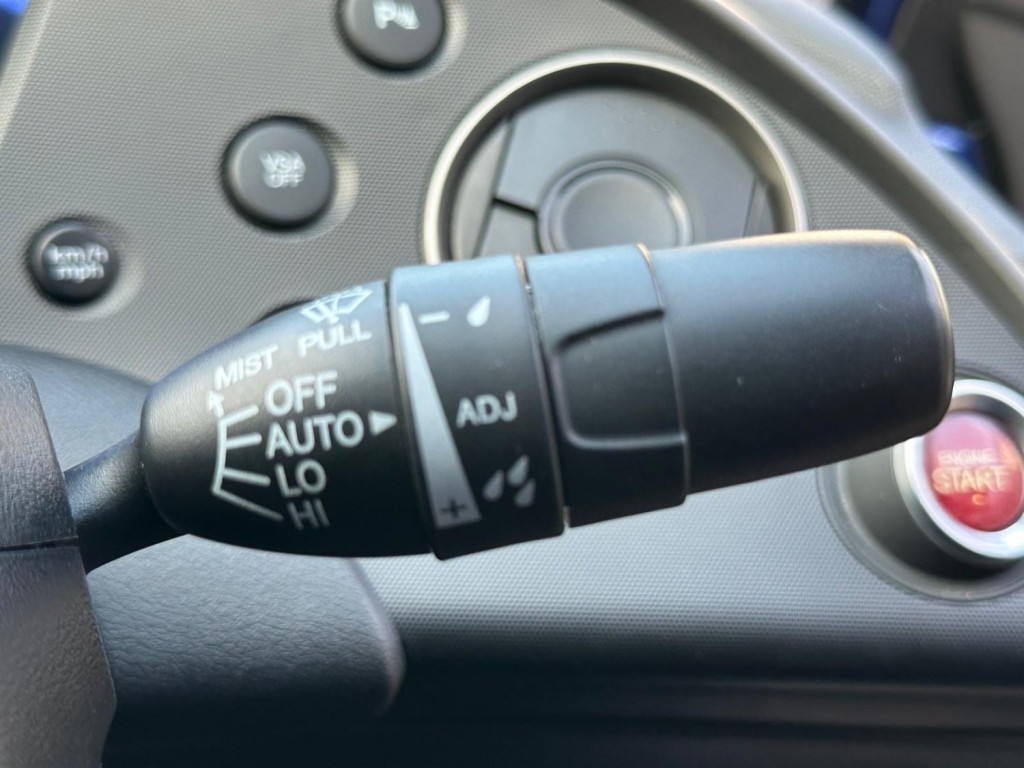 P
VSA
OFF
km/h
mph
PULL
MIST
OFF
AUTO
LO
HI
−
ADJ
+
ENGINE
START